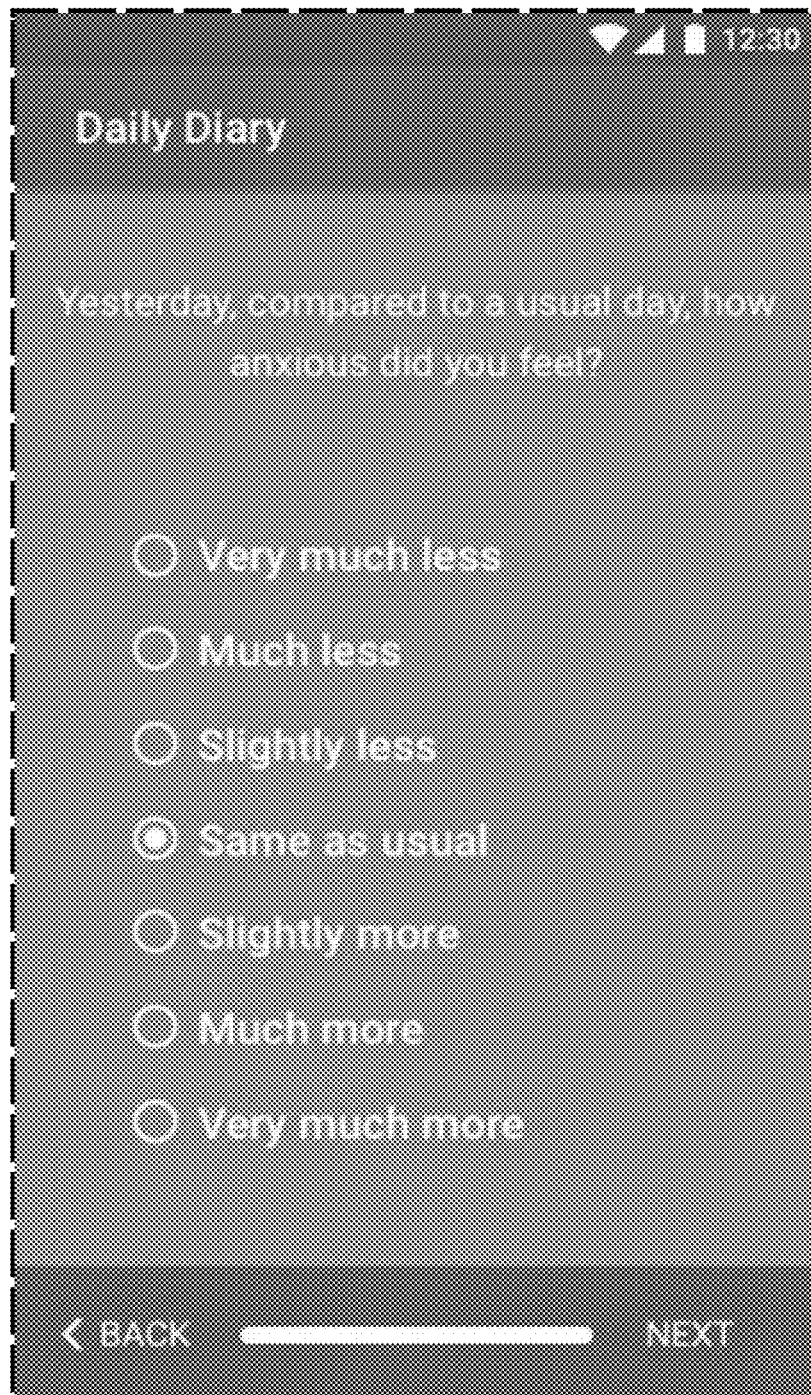 12:30
Daily Diary
Yesterday, compared to a usual day, how
anxious did you feel?
Very much less
Much less
Slightly less
Same as usual
Slightly more
Much more
Very much more
BACK NEXT